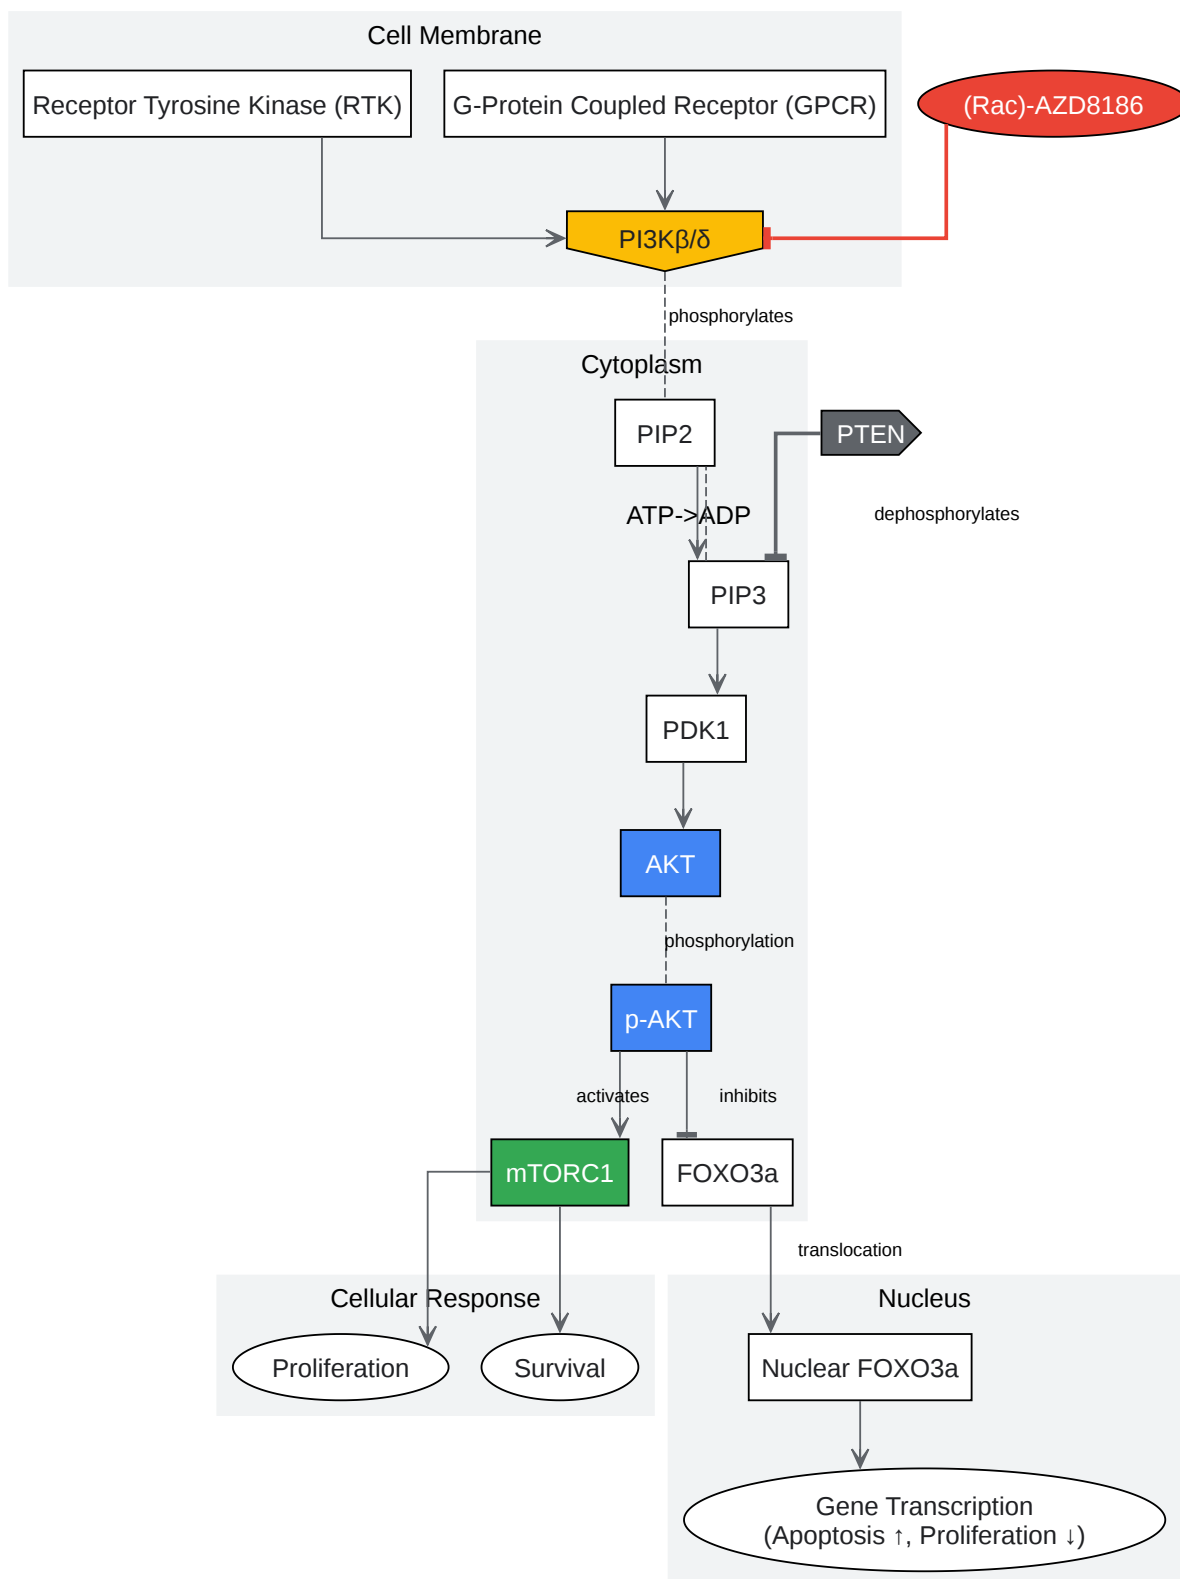 Cell Membrane
Receptor Tyrosine Kinase (RTK)
G-Protein Coupled Receptor (GPCR)
(Rac)-AZD8186
PI3Kβ/δ
phosphorylates
Cytoplasm
PIP2
PTEN
ATP->ADP
dephosphorylates
PIP3
PDK1
AKT
phosphorylation
p-AKT
activates
inhibits
mTORC1
FOXO3a
translocation
Cellular Response
Nucleus
Proliferation
Survival
Nuclear FOXO3a
Gene Transcription
(Apoptosis ↑, Proliferation ↓)